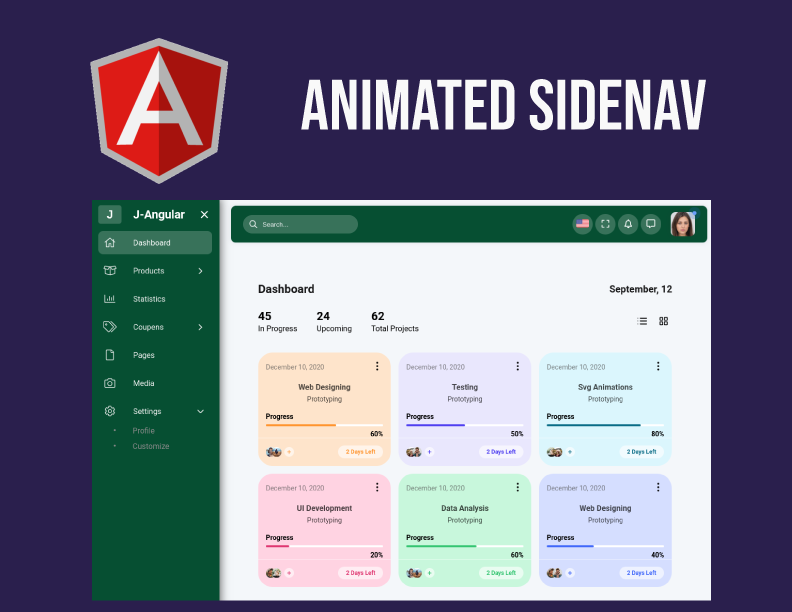 A
ANIMATED SIDENAV
J J-Angular
Search...
Dashboard
Products
Statistics
Coupens
Pages
Media
Settings
Profile
Customize
Dashboard September, 12
45 24 62
In Progress Upcoming Total Projects
December 10, 2020
Web Designing
Prototyping
Progress
60%
+ 2 Days Left
December 10, 2020
Testing
Prototyping
Progress
50%
+ 2 Days Left
December 10, 2020
Svg Animations
Prototyping
Progress
80%
+ 2 Days Left
December 10, 2020
UI Development
Prototyping
Progress
20%
+ 2 Days Left
December 10, 2020
Data Analysis
Prototyping
Progress
60%
+ 2 Days Left
December 10, 2020
Web Designing
Prototyping
Progress
40%
+ 2 Days Left